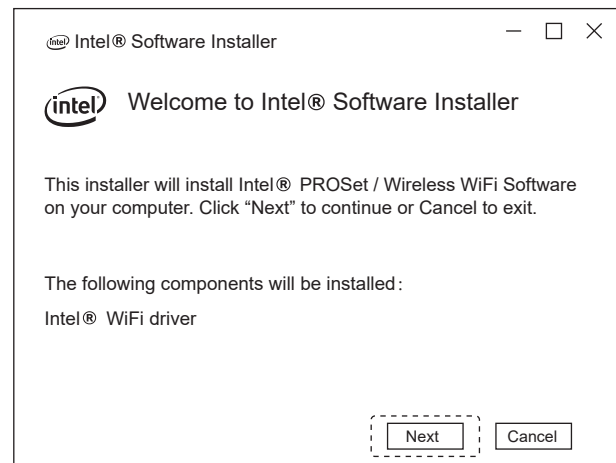 intel Intel® Software Installer
intel Welcome to Intel® Software Installer
This installer will install Intel® PROSet / Wireless WiFi Software
on your computer. Click “Next” to continue or Cancel to exit.
The following components will be installed:
Intel® WiFi driver
Next Cancel